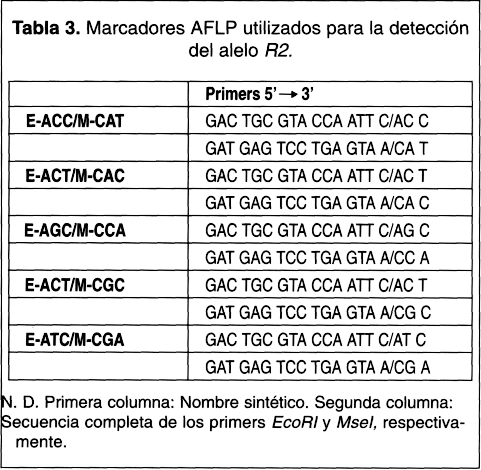 Tabla 3. Marcadores AFLP utilizados para la detección
del alelo R2.
Primers 5' → 3'
E-ACC/M-CAT GAC TGC GTA CCA ATT C/AC C
GAT GAG TCC TGA GTA A/CA T
E-ACT/M-CAC GAC TGC GTA CCA ATT C/AC T
GAT GAG TCC TGA GTA A/CA C
E-AGC/M-CCA GAC TGC GTA CCA ATT C/AG C
GAT GAG TCC TGA GTA A/CC A
E-ACT/M-CGC GAC TGC GTA CCA ATT C/AC T
GAT GAG TCC TGA GTA A/CG C
E-ATC/M-CGA GAC TGC GTA CCA ATT C/AT C
GAT GAG TCC TGA GTA A/CG A
N. D. Primera columna: Nombre sintético. Segunda columna:
Secuencia completa de los primers EcoRI y MseI, respectiva-
mente.